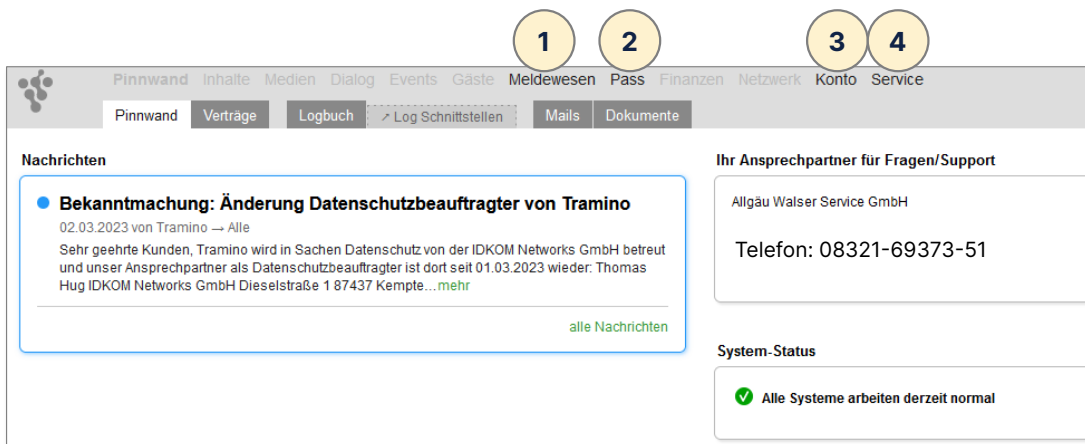 1 2 3 4
Pinnwand Inhalte Medien Dialog Events Gäste Meldewesen Pass Finanzen Netzwerk Konto Service
Pinnwand Verträge Logbuch ↗ Log Schnittstellen Mails Dokumente
Nachrichten
Bekanntmachung: Änderung Datenschutzbeauftragter von Tramino
02.03.2023 von Tramino → Alle
Sehr geehrte Kunden, Tramino wird in Sachen Datenschutz von der IDKOM Networks GmbH betreut
und unser Ansprechpartner als Datenschutzbeauftragter ist dort seit 01.03.2023 wieder: Thomas
Hug IDKOM Networks GmbH Dieselstraße 1 87437 Kempte...mehr
alle Nachrichten
Ihr Ansprechpartner für Fragen/Support
Allgäu Walser Service GmbH
Telefon: 08321-69373-51
System-Status
Alle Systeme arbeiten derzeit normal